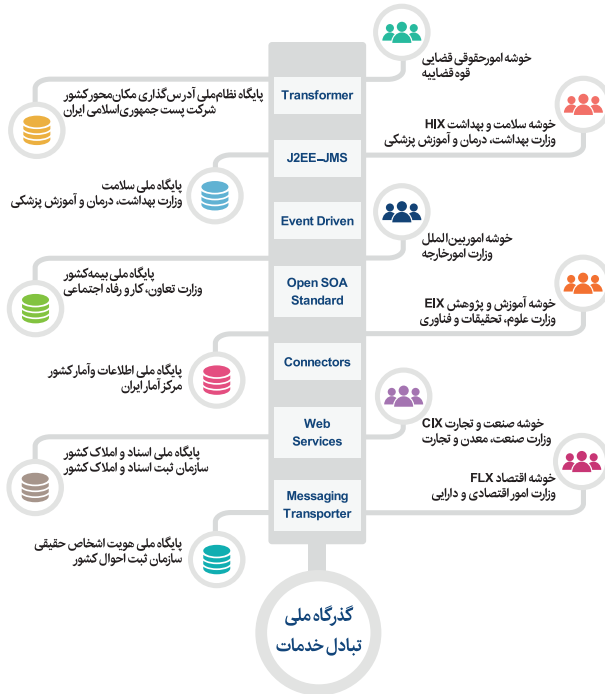 خوشه امورحقوقی قضایی
قوه قضاییه
پایگاه نظام‌ملی آدرس‌گذاری مکان‌محور کشور
شرکت پست جمهوری‌اسلامی ایران
Transformer
خوشه سلامت و بهداشت HIX
وزارت بهداشت، درمان و آموزش پزشکی
J2EE-JMS
پایگاه ملی سلامت
وزارت بهداشت، درمان و آموزش پزشکی
Event Driven
خوشه امور بین‌الملل
وزارت امورخارجه
پایگاه ملی بیمه‌کشور
وزارت تعاون، کار و رفاه اجتماعی
Open SOA
Standard
خوشه آموزش و پژوهش EIX
وزارت علوم، تحقیقات و فناوری
Connectors
پایگاه ملی اطلاعات وآمار کشور
مرکز آمار ایران
Web
Services
خوشه صنعت و تجارت CIX
وزارت صنعت، معدن و تجارت
پایگاه ملی اسناد و املاک کشور
سازمان ثبت اسناد و املاک کشور
خوشه اقتصاد FLX
وزارت امور اقتصادی و دارایی
Messaging
Transporter
پایگاه ملی هویت اشخاص حقیقی
سازمان ثبت احوال کشور
گذرگاه ملی
تبادل خدمات